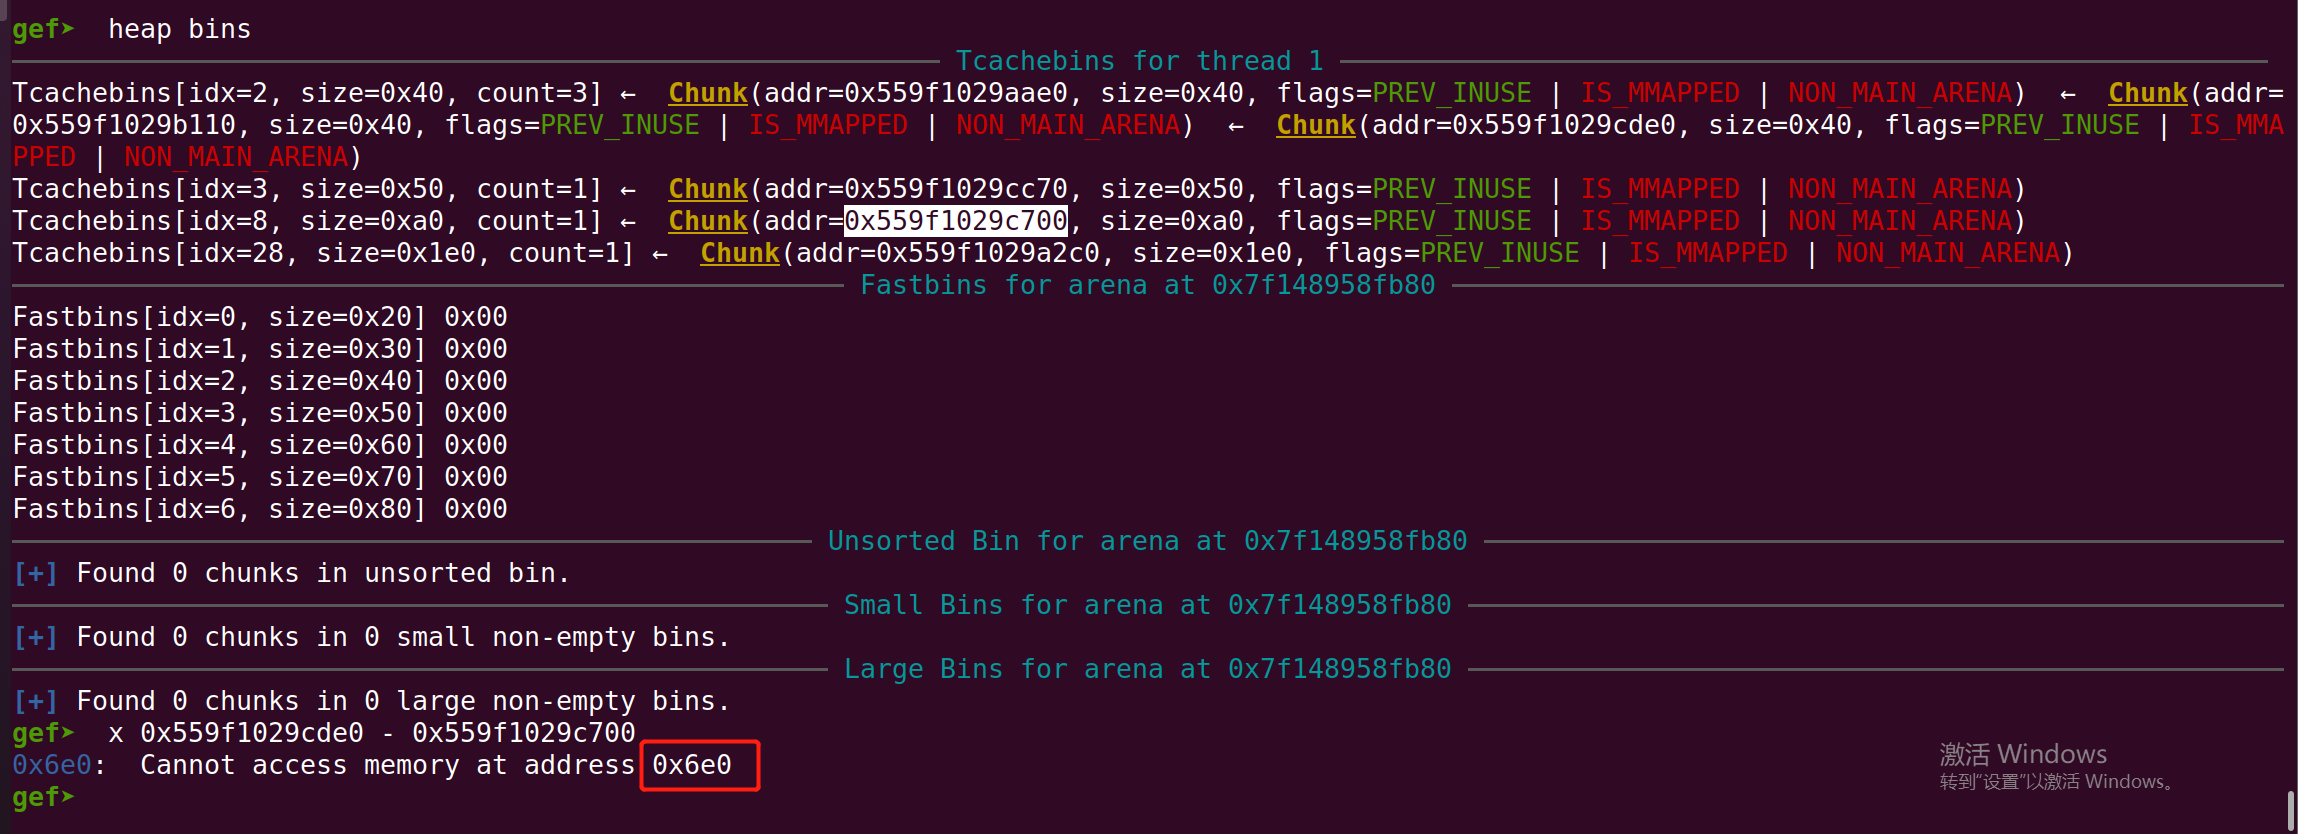 gef➤  heap bins
Tcachebins for thread 1
Tcachebins[idx=2, size=0x40, count=3] ←  Chunk(addr=0x559f1029aae0, size=0x40, flags=PREV_INUSE | IS_MMAPPED | NON_MAIN_ARENA)  ←  Chunk(addr=
0x559f1029b110, size=0x40, flags=PREV_INUSE | IS_MMAPPED | NON_MAIN_ARENA)  ←  Chunk(addr=0x559f1029cde0, size=0x40, flags=PREV_INUSE | IS_MMA
PPED | NON_MAIN_ARENA)
Tcachebins[idx=3, size=0x50, count=1] ←  Chunk(addr=0x559f1029cc70, size=0x50, flags=PREV_INUSE | IS_MMAPPED | NON_MAIN_ARENA)
Tcachebins[idx=8, size=0xa0, count=1] ←  Chunk(addr=0x559f1029c700, size=0xa0, flags=PREV_INUSE | IS_MMAPPED | NON_MAIN_ARENA)
Tcachebins[idx=28, size=0x1e0, count=1] ←  Chunk(addr=0x559f1029a2c0, size=0x1e0, flags=PREV_INUSE | IS_MMAPPED | NON_MAIN_ARENA)
Fastbins for arena at 0x7f148958fb80
Fastbins[idx=0, size=0x20] 0x00
Fastbins[idx=1, size=0x30] 0x00
Fastbins[idx=2, size=0x40] 0x00
Fastbins[idx=3, size=0x50] 0x00
Fastbins[idx=4, size=0x60] 0x00
Fastbins[idx=5, size=0x70] 0x00
Fastbins[idx=6, size=0x80] 0x00
Unsorted Bin for arena at 0x7f148958fb80
[+] Found 0 chunks in unsorted bin.
Small Bins for arena at 0x7f148958fb80
[+] Found 0 chunks in 0 small non-empty bins.
Large Bins for arena at 0x7f148958fb80
[+] Found 0 chunks in 0 large non-empty bins.
gef➤  x 0x559f1029cde0 - 0x559f1029c700
0x6e0:  Cannot access memory at address 0x6e0
gef➤
激活 Windows
转到"设置"以激活 Windows。